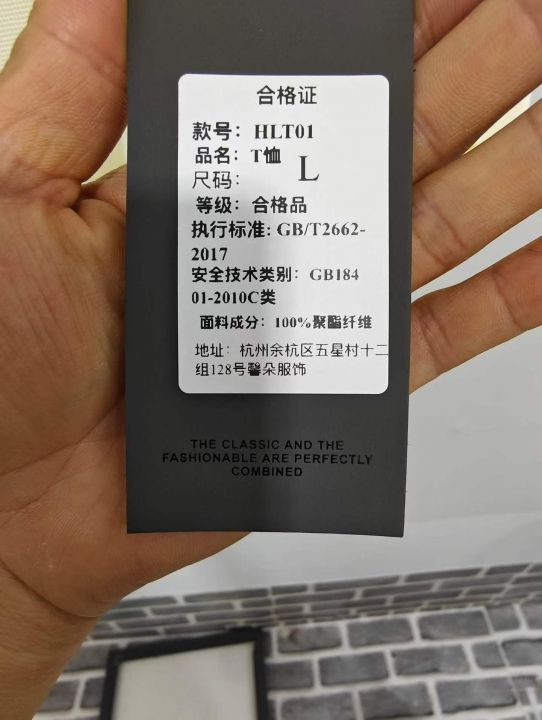 合格证
款号： HLT01
品名：T恤
尺码： L
等级：合格品
执行标准: GB/T2662-
2017
安全技术类别：GB184
01-2010C类
面料成分：100%聚酯纤维
地址：杭州余杭区五星村十二
组128号馨朵服饰
THE CLASSIC AND THE
FASHIONABLE ARE PERFECTLY
COMBINED